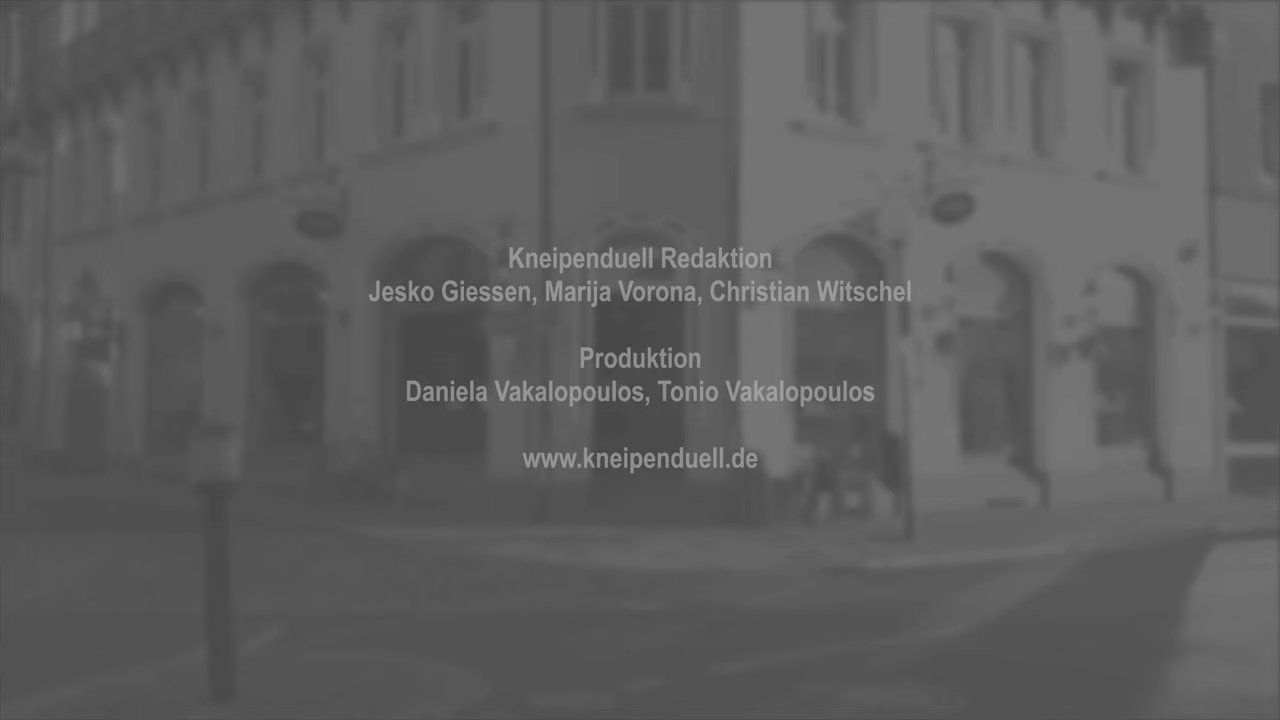 Kneipenduell Redaktion
Jesko Giessen, Marija Vorona, Christian Witschel
Produktion
Daniela Vakalopoulos, Tonio Vakalopoulos
www.kneipenduell.de